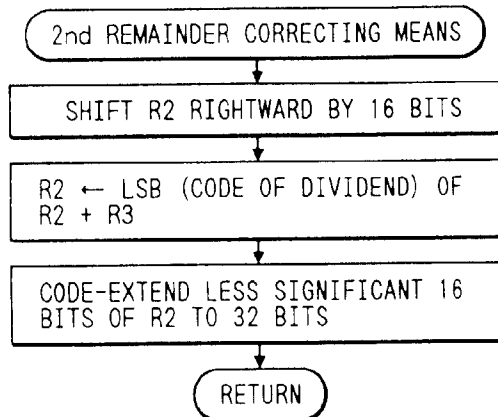 2nd REMAINDER CORRECTING MEANS
SHIFT R2 RIGHTWARD BY 16 BITS
R2 ← LSB (CODE OF DIVIDEND) OF
R2 + R3
CODE-EXTEND LESS SIGNIFICANT 16
BITS OF R2 TO 32 BITS
RETURN